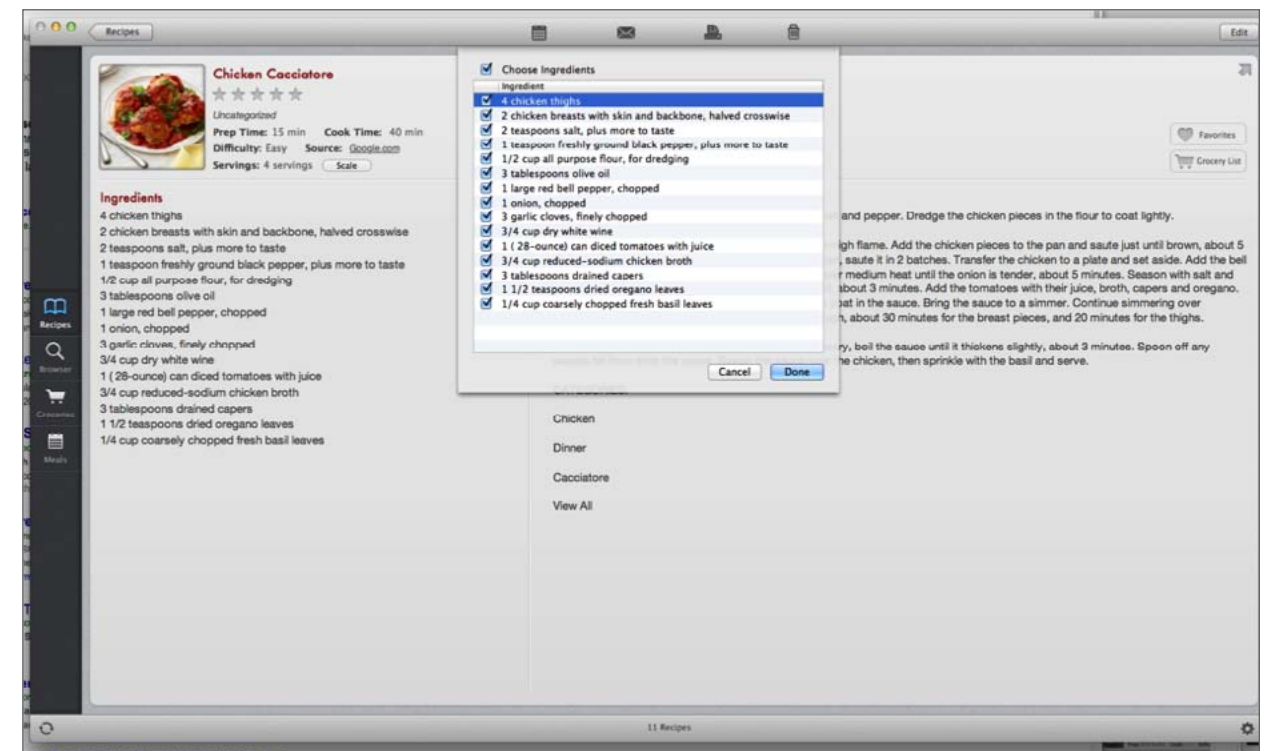 Recipes
Edit
Chicken Cacciatore
Uncategorized
Prep Time: 15 min Cook Time: 40 min
Difficulty: Easy Source: Google.com
Servings: 4 servings Scale
Favorites
Grocery List
Ingredients
4 chicken thighs
2 chicken breasts with skin and backbone, halved crosswise
2 teaspoons salt, plus more to taste
1 teaspoon freshly ground black pepper, plus more to taste
1/2 cup all purpose flour, for dredging
3 tablespoons olive oil
1 large red bell pepper, chopped
1 onion, chopped
3 garlic cloves, finely chopped
3/4 cup dry white wine
1 ( 28-ounce) can diced tomatoes with juice
3/4 cup reduced-sodium chicken broth
3 tablespoons drained capers
1 1/2 teaspoons dried oregano leaves
1/4 cup coarsely chopped fresh basil leaves
Choose Ingredients
Ingredient
4 chicken thighs
2 chicken breasts with skin and backbone, halved crosswise
2 teaspoons salt, plus more to taste
1 teaspoon freshly ground black pepper, plus more to taste
1/2 cup all purpose flour, for dredging
3 tablespoons olive oil
1 large red bell pepper, chopped
1 onion, chopped
3 garlic cloves, finely chopped
3/4 cup dry white wine
1 ( 28-ounce) can diced tomatoes with juice
3/4 cup reduced-sodium chicken broth
3 tablespoons drained capers
1 1/2 teaspoons dried oregano leaves
1/4 cup coarsely chopped fresh basil leaves
Cancel Done
and pepper. Dredge the chicken pieces in the flour to coat lightly.
flame. Add the chicken pieces to the pan and saute just until brown, about 5
saute it in 2 batches. Transfer the chicken to a plate and set aside. Add the bell
medium heat until the onion is tender, about 5 minutes. Season with salt and
about 3 minutes. Add the tomatoes with their juice, broth, capers and oregano.
in the sauce. Bring the sauce to a simmer. Continue simmering over
about 30 minutes for the breast pieces, and 20 minutes for the thighs.
boil the sauce until it thickens slightly, about 3 minutes. Spoon off any
the chicken, then sprinkle with the basil and serve.
Chicken
Dinner
Cacciatore
View All
Recipes
Browser
Groceries
Meals
11 Recipes